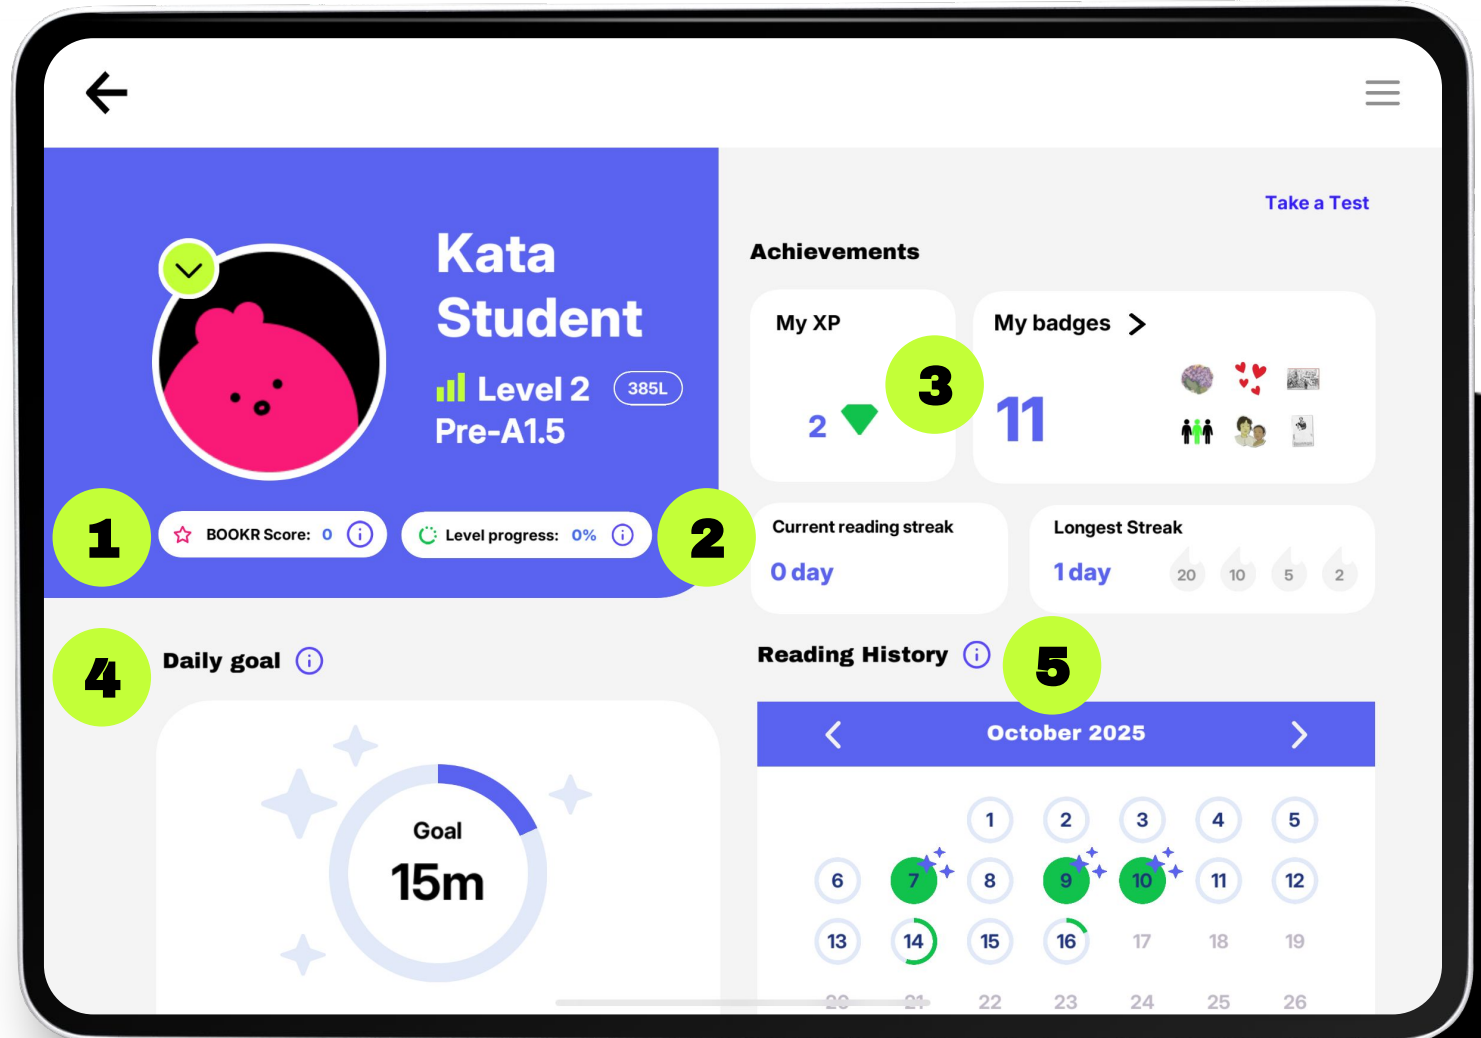 Take a Test
Kata
Student
Level 2 385L
Pre-A1.5
1
BOOKR Score: 0
Level progress: 0%
2
Achievements
My XP
2
3
My badges
11
Current reading streak
0 day
Longest Streak
1 day 20 10 5 2
4
Daily goal
Goal
15m
Reading History
5
October 2025
1 2 3 4 5
6 7 8 9 10 11 12
13 14 15 16 17 18 19
20 21 22 23 24 25 26